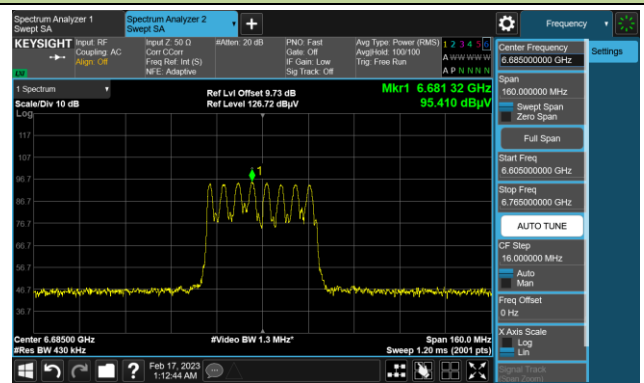 Spectrum Analyzer 1
Swept SA
Spectrum Analyzer 2
Swept SA
+
Frequency
KEYSIGHT
Input: RF
Coupling: AC
Align: Off
Input Z: 50 Ω
Corr CCorr
Freq Ref: Int (S)
NFE: Adaptive
#Atten: 20 dB
PNO: Fast
Gate: Off
IF Gain: Low
Sig Track: Off
Avg Type: Power (RMS)
Avg|Hold: 100/100
Trig: Free Run
1 2 3 4 5 6
A W W W W W
A P N N N N
LXI
1 Spectrum
Scale/Div 10 dB
Log
Ref Lvl Offset 9.73 dB
Ref Level 126.72 dBµV
Mkr1 6.681 32 GHz
95.410 dBµV
117
107
96.7
86.7
76.7
66.7
56.7
46.7
36.7
1
Center 6.68500 GHz
#Res BW 430 kHz
#Video BW 1.3 MHz*
Span 160.0 MHz
Sweep 1.20 ms (2001 pts)
Feb 17, 2023
1:12:44 AM
?
Center Frequency
6.685000000 GHz
Settings
Span
160.000000 MHz
Swept Span
Zero Span
Full Span
Start Freq
6.605000000 GHz
Stop Freq
6.765000000 GHz
AUTO TUNE
CF Step
16.000000 MHz
Auto
Man
Freq Offset
0 Hz
X Axis Scale
Log
Lin
Signal Track
(Span Zoom)